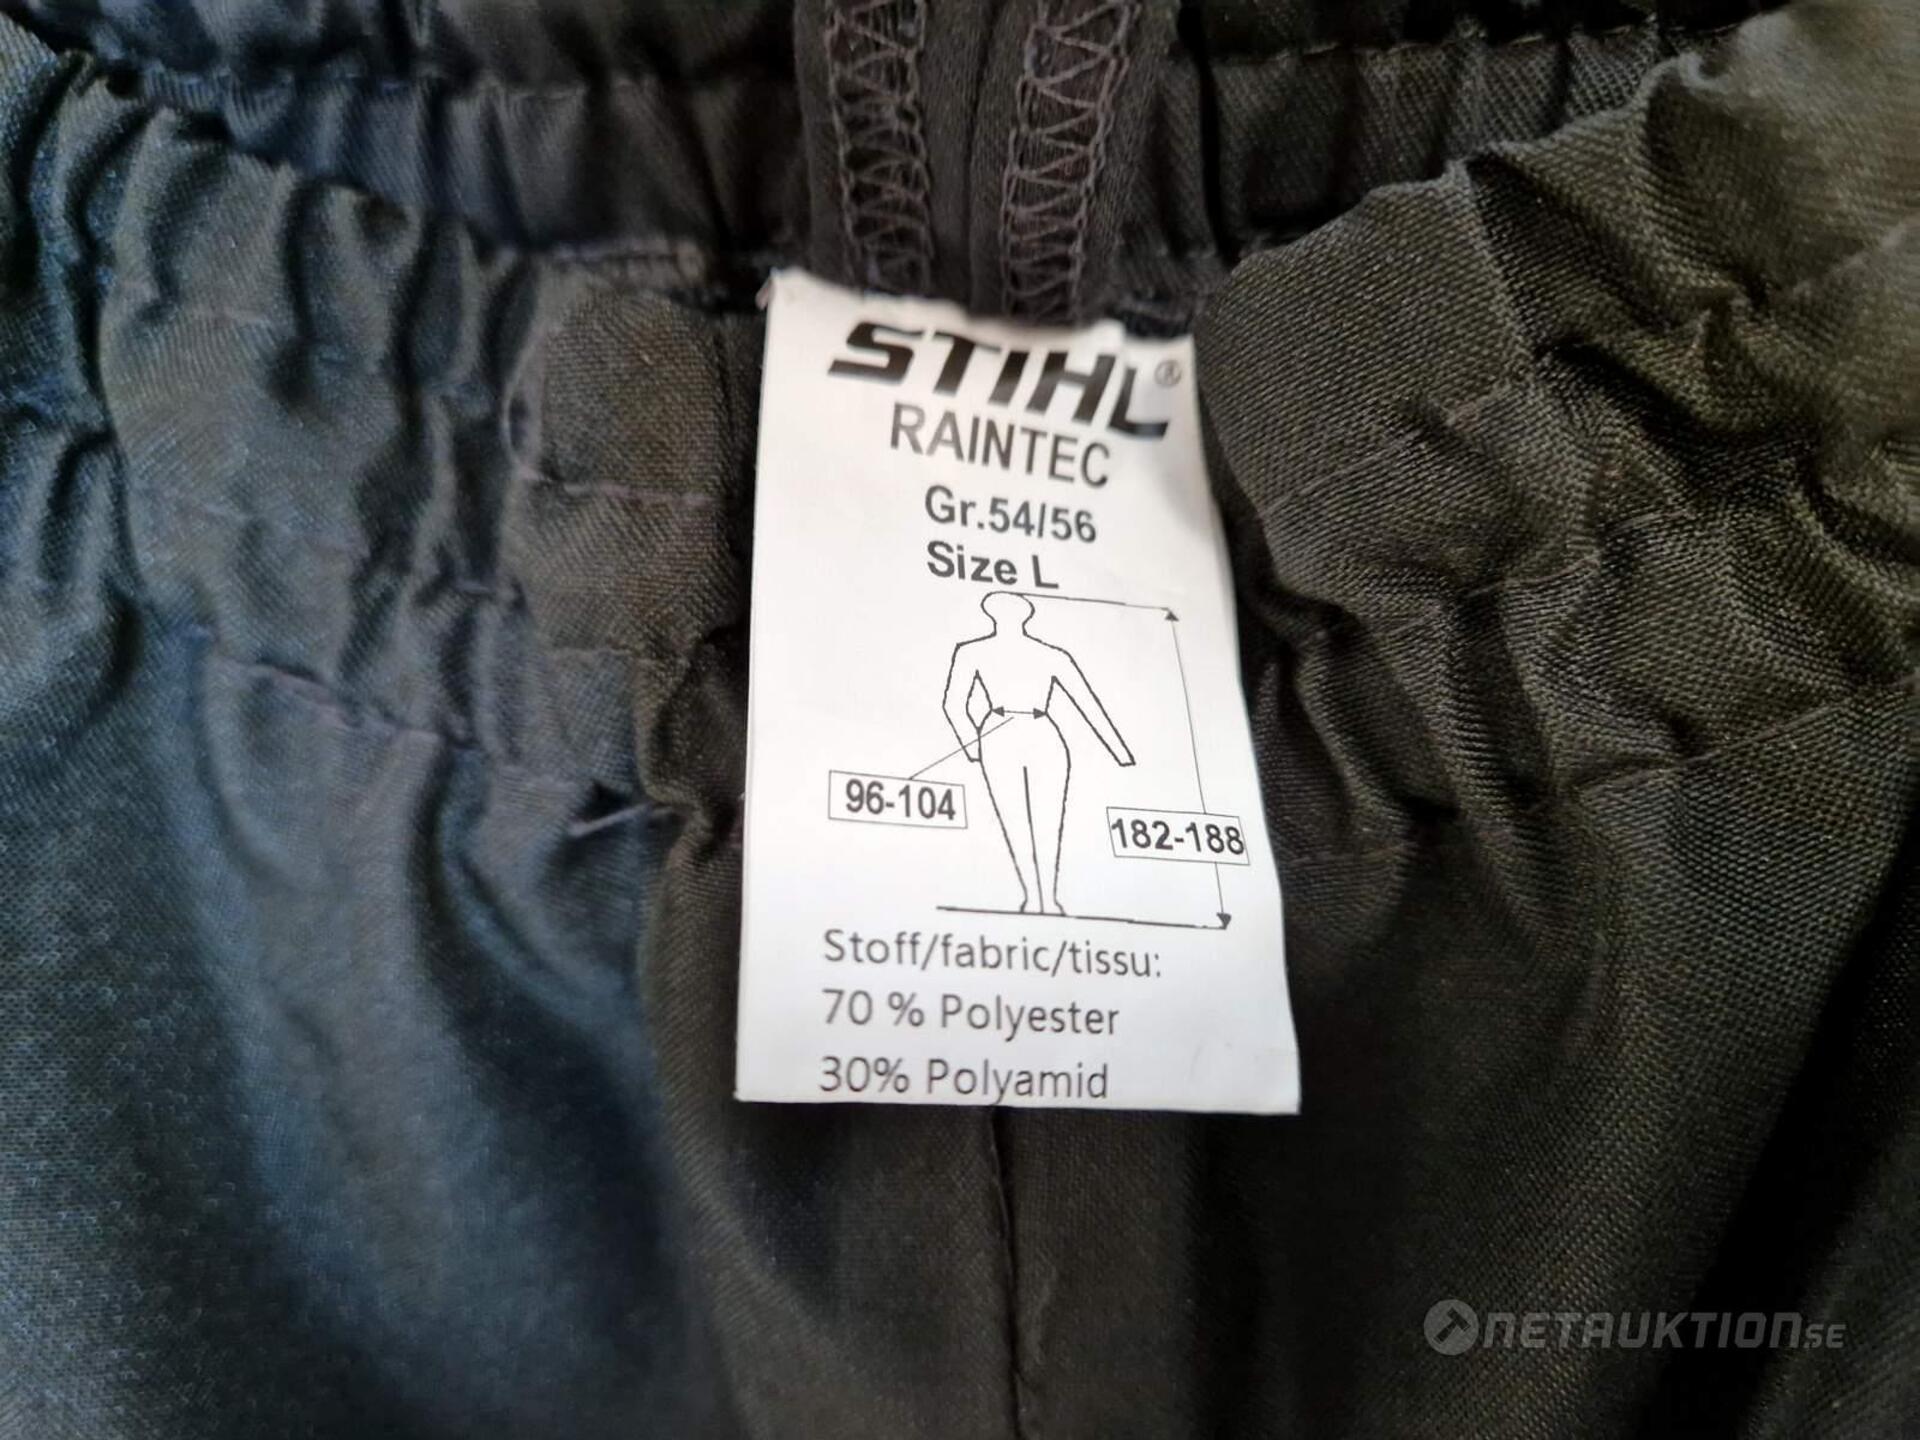 STIHL®
RAINTEC
Gr.54/56
Size L
96-104
182-188
Stoff/fabric/tissu:
70 % Polyester
30% Polyamid
NETAUKTION.SE